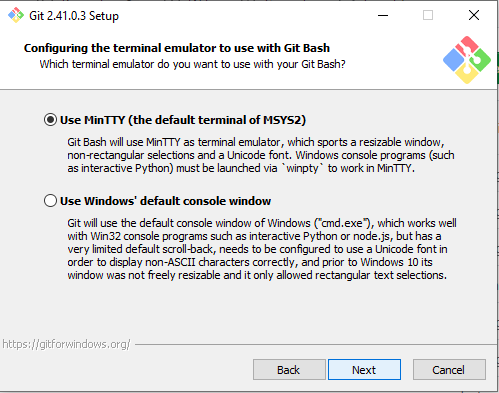 Git 2.41.0.3 Setup
Configuring the terminal emulator to use with Git Bash
Which terminal emulator do you want to use with your Git Bash?
Use MinTTY (the default terminal of MSYS2)
Git Bash will use MinTTY as terminal emulator, which sports a resizable window,
non-rectangular selections and a Unicode font. Windows console programs (such
as interactive Python) must be launched via `winpty` to work in MinTTY.
Use Windows' default console window
Git will use the default console window of Windows ("cmd.exe"), which works well
with Win32 console programs such as interactive Python or node.js, but has a
very limited default scroll-back, needs to be configured to use a Unicode font in
order to display non-ASCII characters correctly, and prior to Windows 10 its
window was not freely resizable and it only allowed rectangular text selections.
https://gitforwindows.org/
Back
Next
Cancel